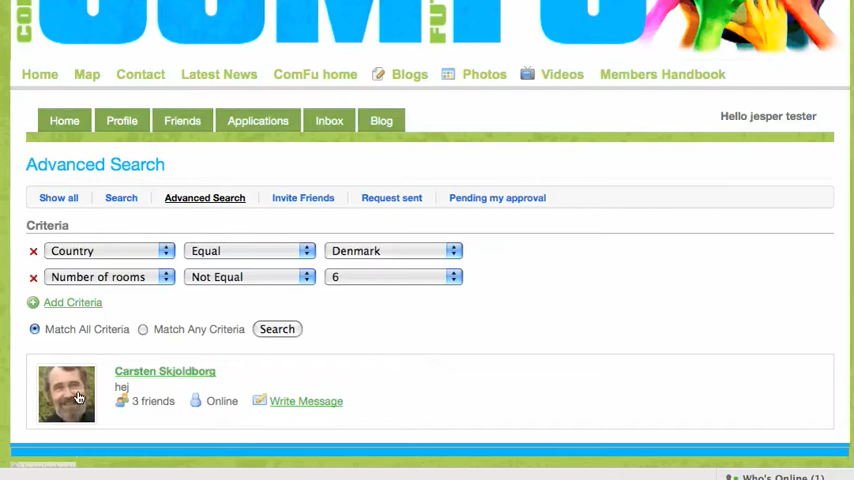 COMFU
FU
Home Map Contact Latest News ComFu home Blogs Photos Videos Members Handbook
Home Profile Friends Applications Inbox Blog
Hello jesper tester
Advanced Search
Show all Search Advanced Search Invite Friends Request sent Pending my approval
Criteria
Country Equal Denmark
Number of rooms Not Equal 6
Add Criteria
Match All Criteria Match Any Criteria Search
Carsten Skjoldborg
hej
3 friends Online Write Message
Who's Online (1)